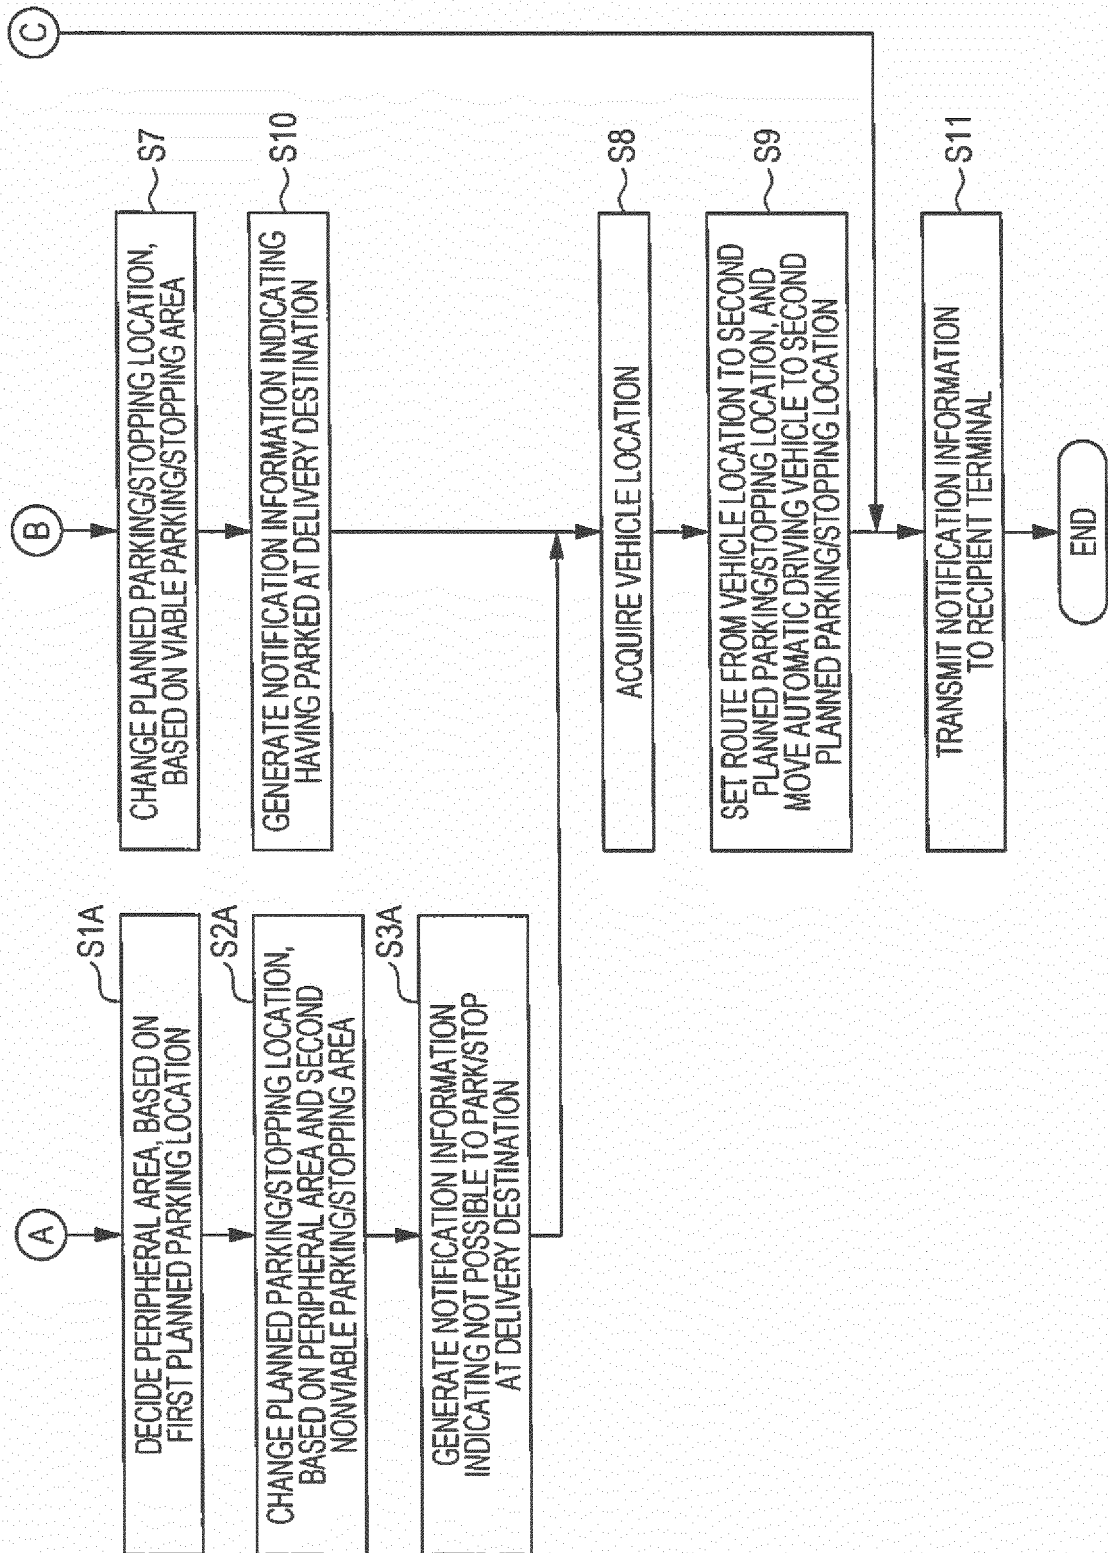 A
DECIDE PERIPHERAL AREA, BASED ON
FIRST PLANNED PARKING LOCATION
S1A
CHANGE PLANNED PARKING/STOPPING LOCATION,
BASED ON PERIPHERAL AREA AND SECOND
NONVIABLE PARKING/STOPPING AREA
S2A
GENERATE NOTIFICATION INFORMATION
INDICATING NOT POSSIBLE TO PARK/STOP
AT DELIVERY DESTINATION
S3A
B
CHANGE PLANNED PARKING/STOPPING LOCATION,
BASED ON VIABLE PARKING/STOPPING AREA
S7
GENERATE NOTIFICATION INFORMATION INDICATING
HAVING PARKED AT DELIVERY DESTINATION
S10
ACQUIRE VEHICLE LOCATION
S8
SET ROUTE FROM VEHICLE LOCATION TO SECOND
PLANNED PARKING/STOPPING LOCATION, AND
MOVE AUTOMATIC DRIVING VEHICLE TO SECOND
PLANNED PARKING/STOPPING LOCATION
S9
TRANSMIT NOTIFICATION INFORMATION
TO RECIPIENT TERMINAL
S11
END
C